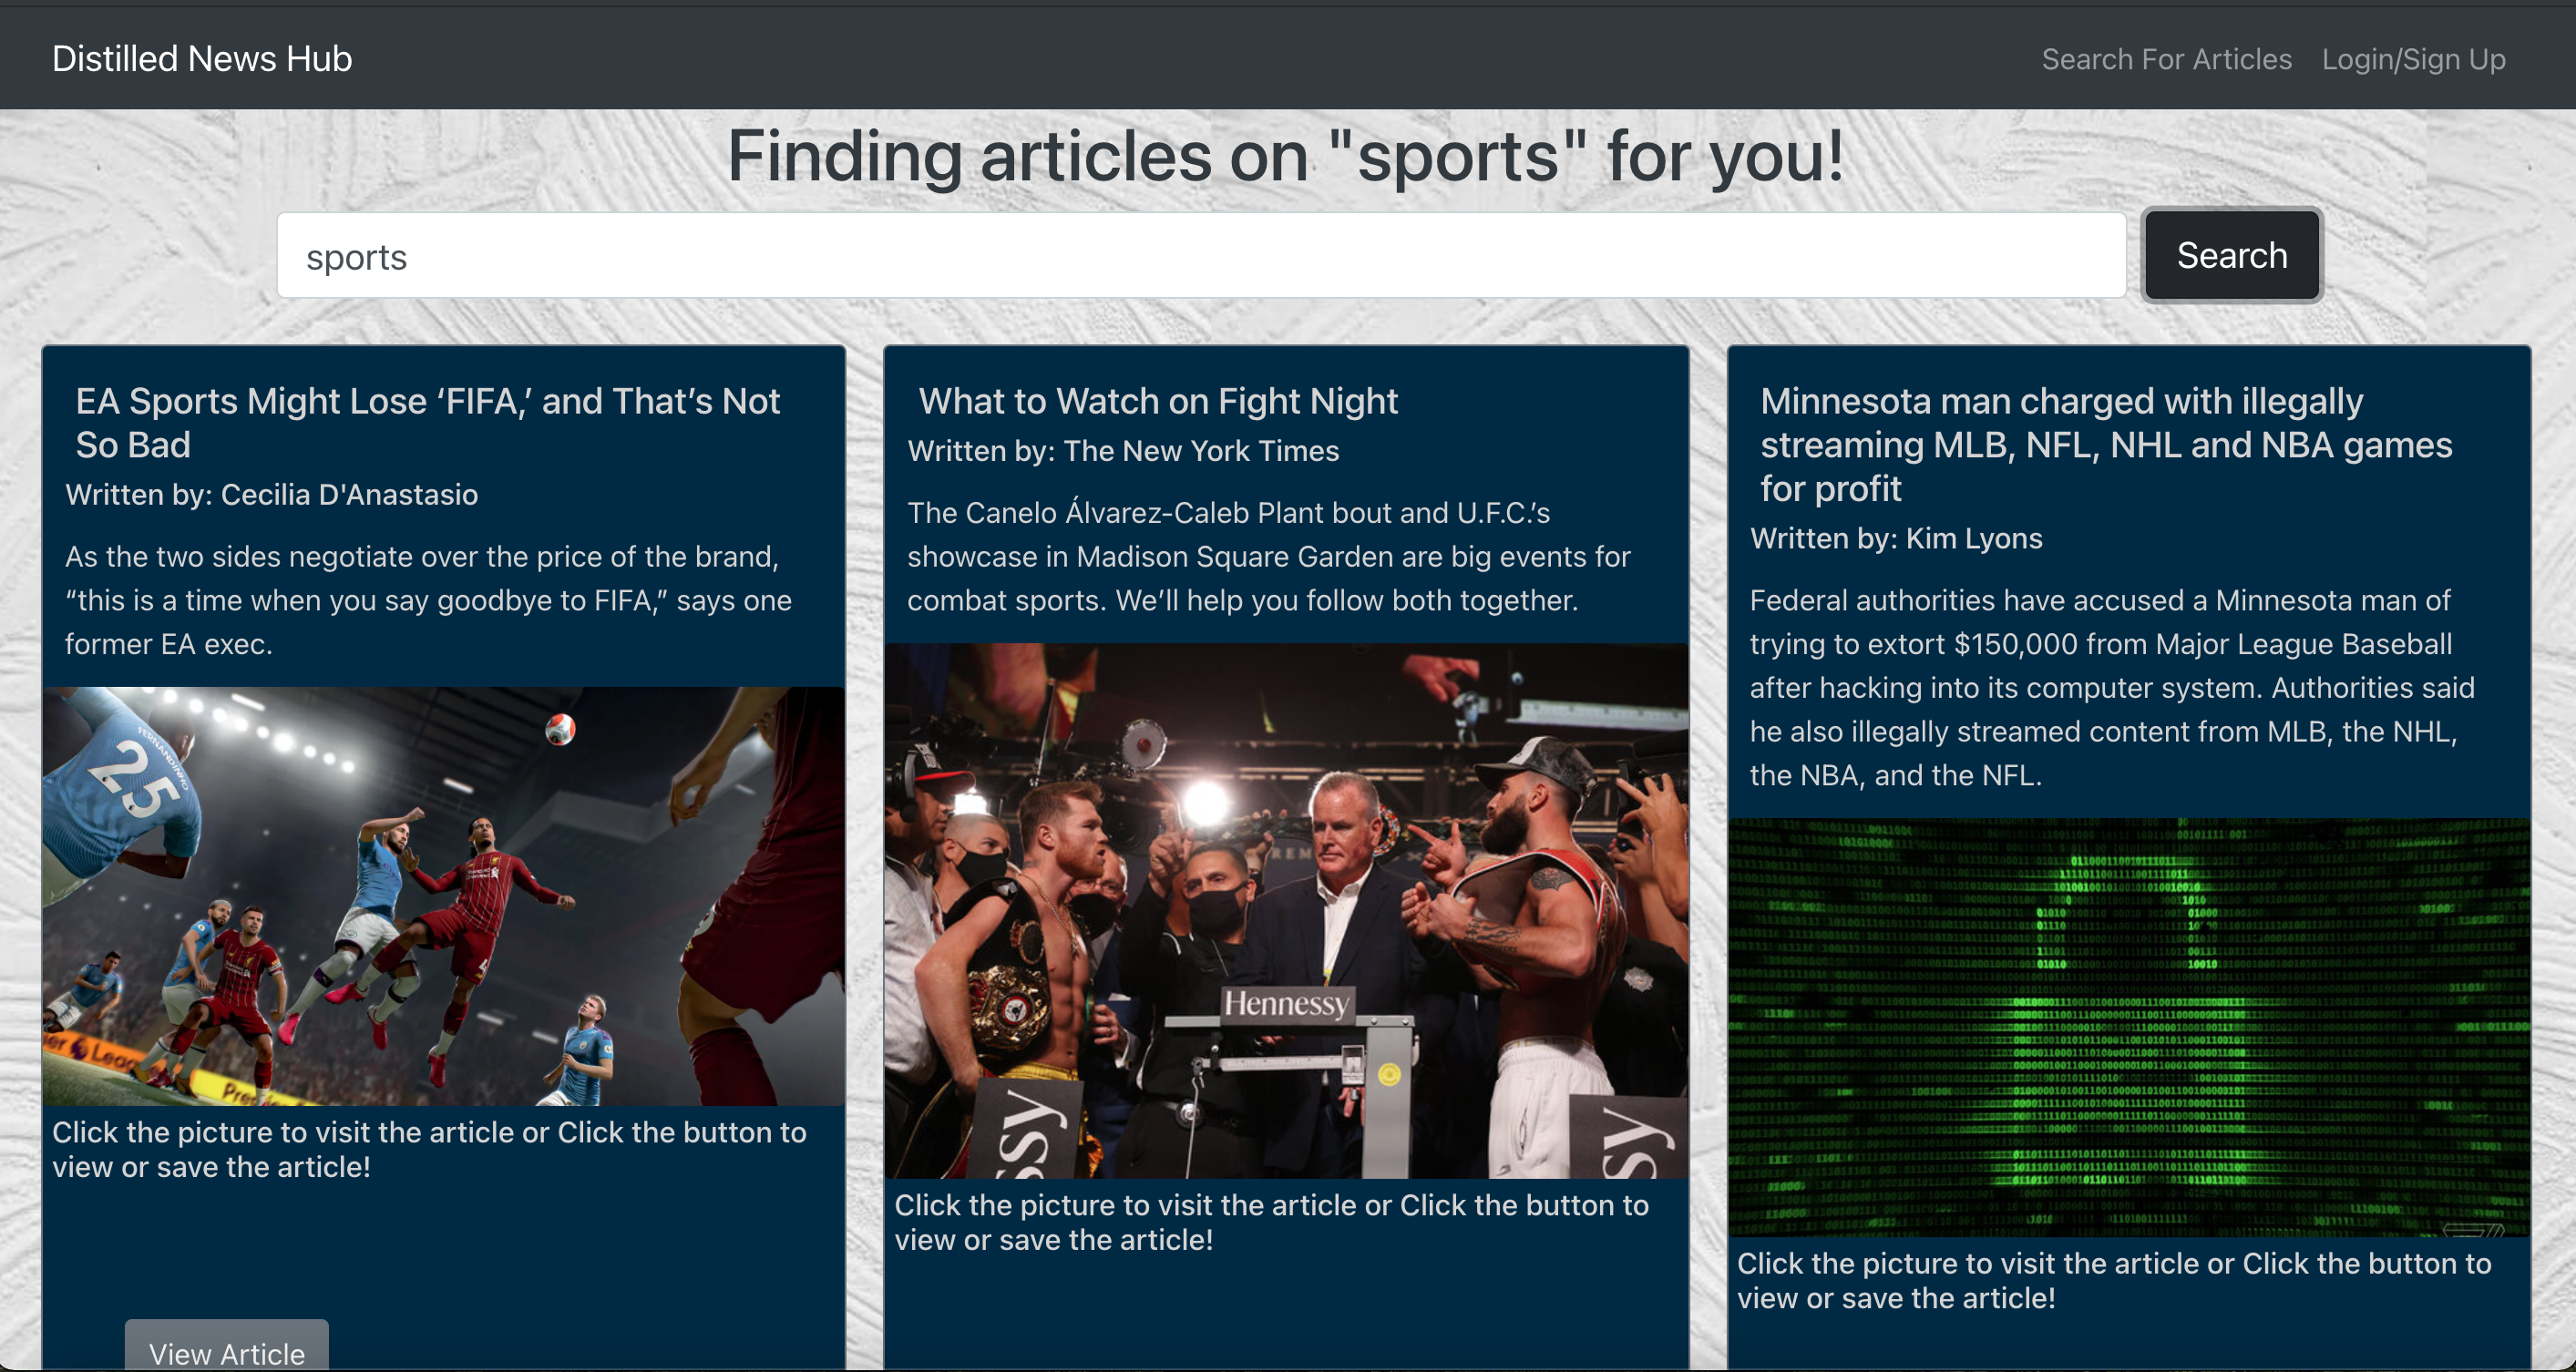 Distilled News Hub
Search For Articles
Login/Sign Up
Finding articles on "sports" for you!
sports
Search
EA Sports Might Lose ‘FIFA,’ and That’s Not
So Bad
Written by: Cecilia D'Anastasio
As the two sides negotiate over the price of the brand,
“this is a time when you say goodbye to FIFA,” says one
former EA exec.
FERNANDINHO
25
Click the picture to visit the article or Click the button to
view or save the article!
View Article
What to Watch on Fight Night
Written by: The New York Times
The Canelo Álvarez-Caleb Plant bout and U.F.C.’s
showcase in Madison Square Garden are big events for
combat sports. We’ll help you follow both together.
Hennessy
Click the picture to visit the article or Click the button to
view or save the article!
Minnesota man charged with illegally
streaming MLB, NFL, NHL and NBA games
for profit
Written by: Kim Lyons
Federal authorities have accused a Minnesota man of
trying to extort $150,000 from Major League Baseball
after hacking into its computer system. Authorities said
he also illegally streamed content from MLB, the NHL,
the NBA, and the NFL.
Click the picture to visit the article or Click the button to
view or save the article!